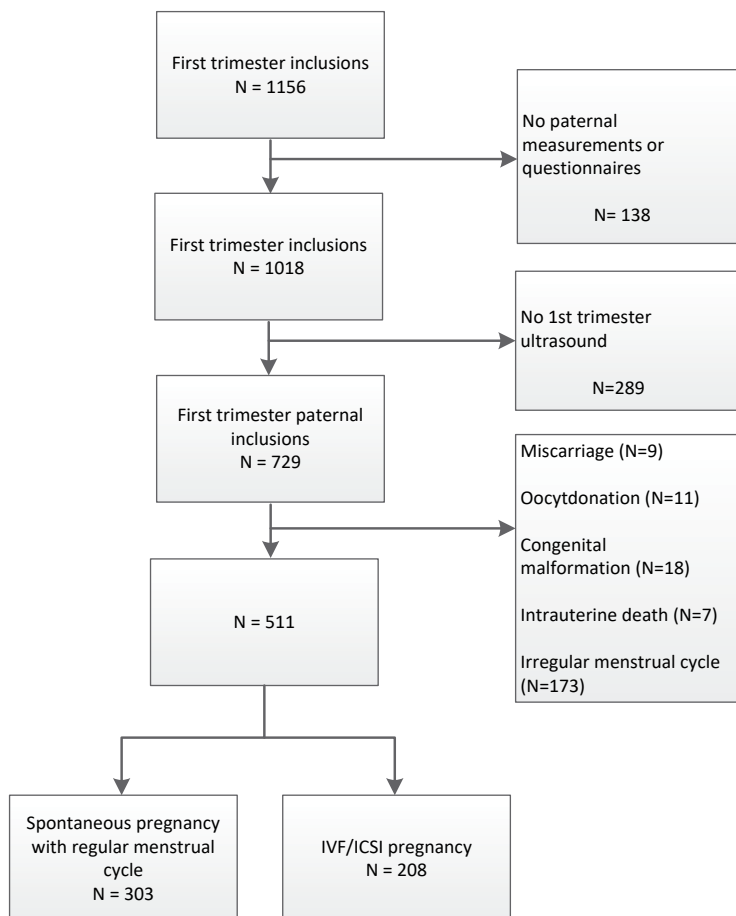 First trimester inclusions
N = 1156
No paternal
measurements or
questionnaires
N= 138
First trimester inclusions
N = 1018
No 1st trimester
ultrasound
N=289
First trimester paternal
inclusions
N = 729
Miscarriage (N=9)
Oocytdonation (N=11)
Congenital
malformation (N=18)
Intrauterine death (N=7)
Irregular menstrual cycle
(N=173)
N = 511
Spontaneous pregnancy
with regular menstrual
cycle
N = 303
IVF/ICSI pregnancy
N = 208